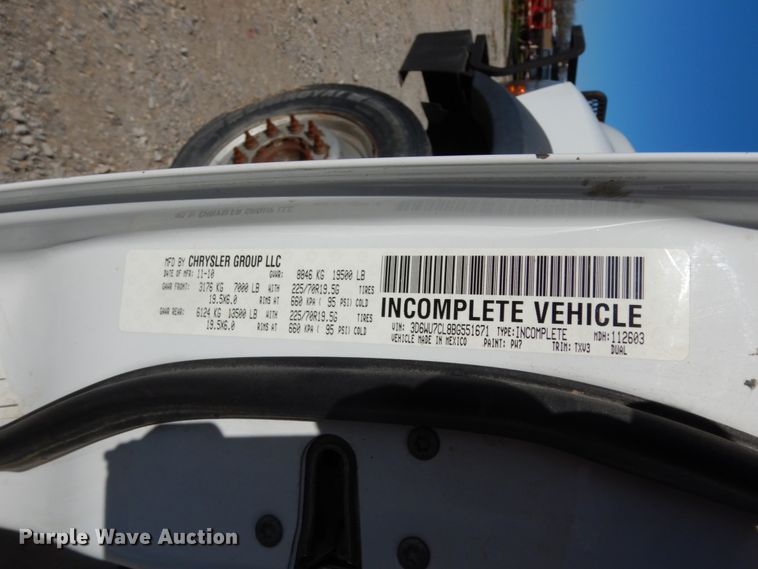 MFD BY CHRYSLER GROUP LLC
DATE OF MFR: 11-10 GVWR: 8846 KG 19500 LB
GAWR FRONT: 3176 KG 7000 LB WITH 225/70R19.5G TIRES
19.5X6.0 RIMS AT 660 KPA ( 95 PSI) COLD
GAWR REAR: 6124 KG 13500 LB WITH 225/70R19.5G TIRES
19.5X6.0 RIMS AT 660 KPA ( 95 PSI) COLD
INCOMPLETE VEHICLE
VIN: 3D6WU7CL8BG551671 TYPE: INCOMPLETE MDH: 112603
VEHICLE MADE IN MEXICO PAINT: PW7 TRIM: TXV3 DUAL
Purple Wave Auction